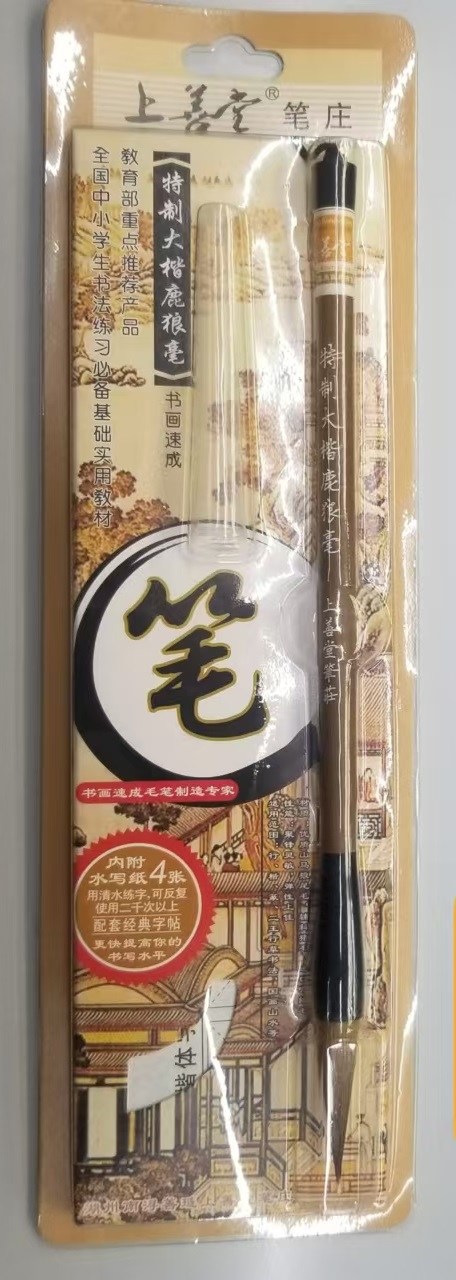 上善堂® 笔庄
《特制大楷鹿狼毫》书画速成
教育部重点推荐产品
全国中小学生书法练习必备基础实用教材
特制大楷鹿狼毫 上善堂筆莊
笔
书画速成毛笔制造专家
内附
水写纸4张
用清水练字,可反复
使用二千次以上
配套经典字帖
更快提高你的
书写水平
楷体字